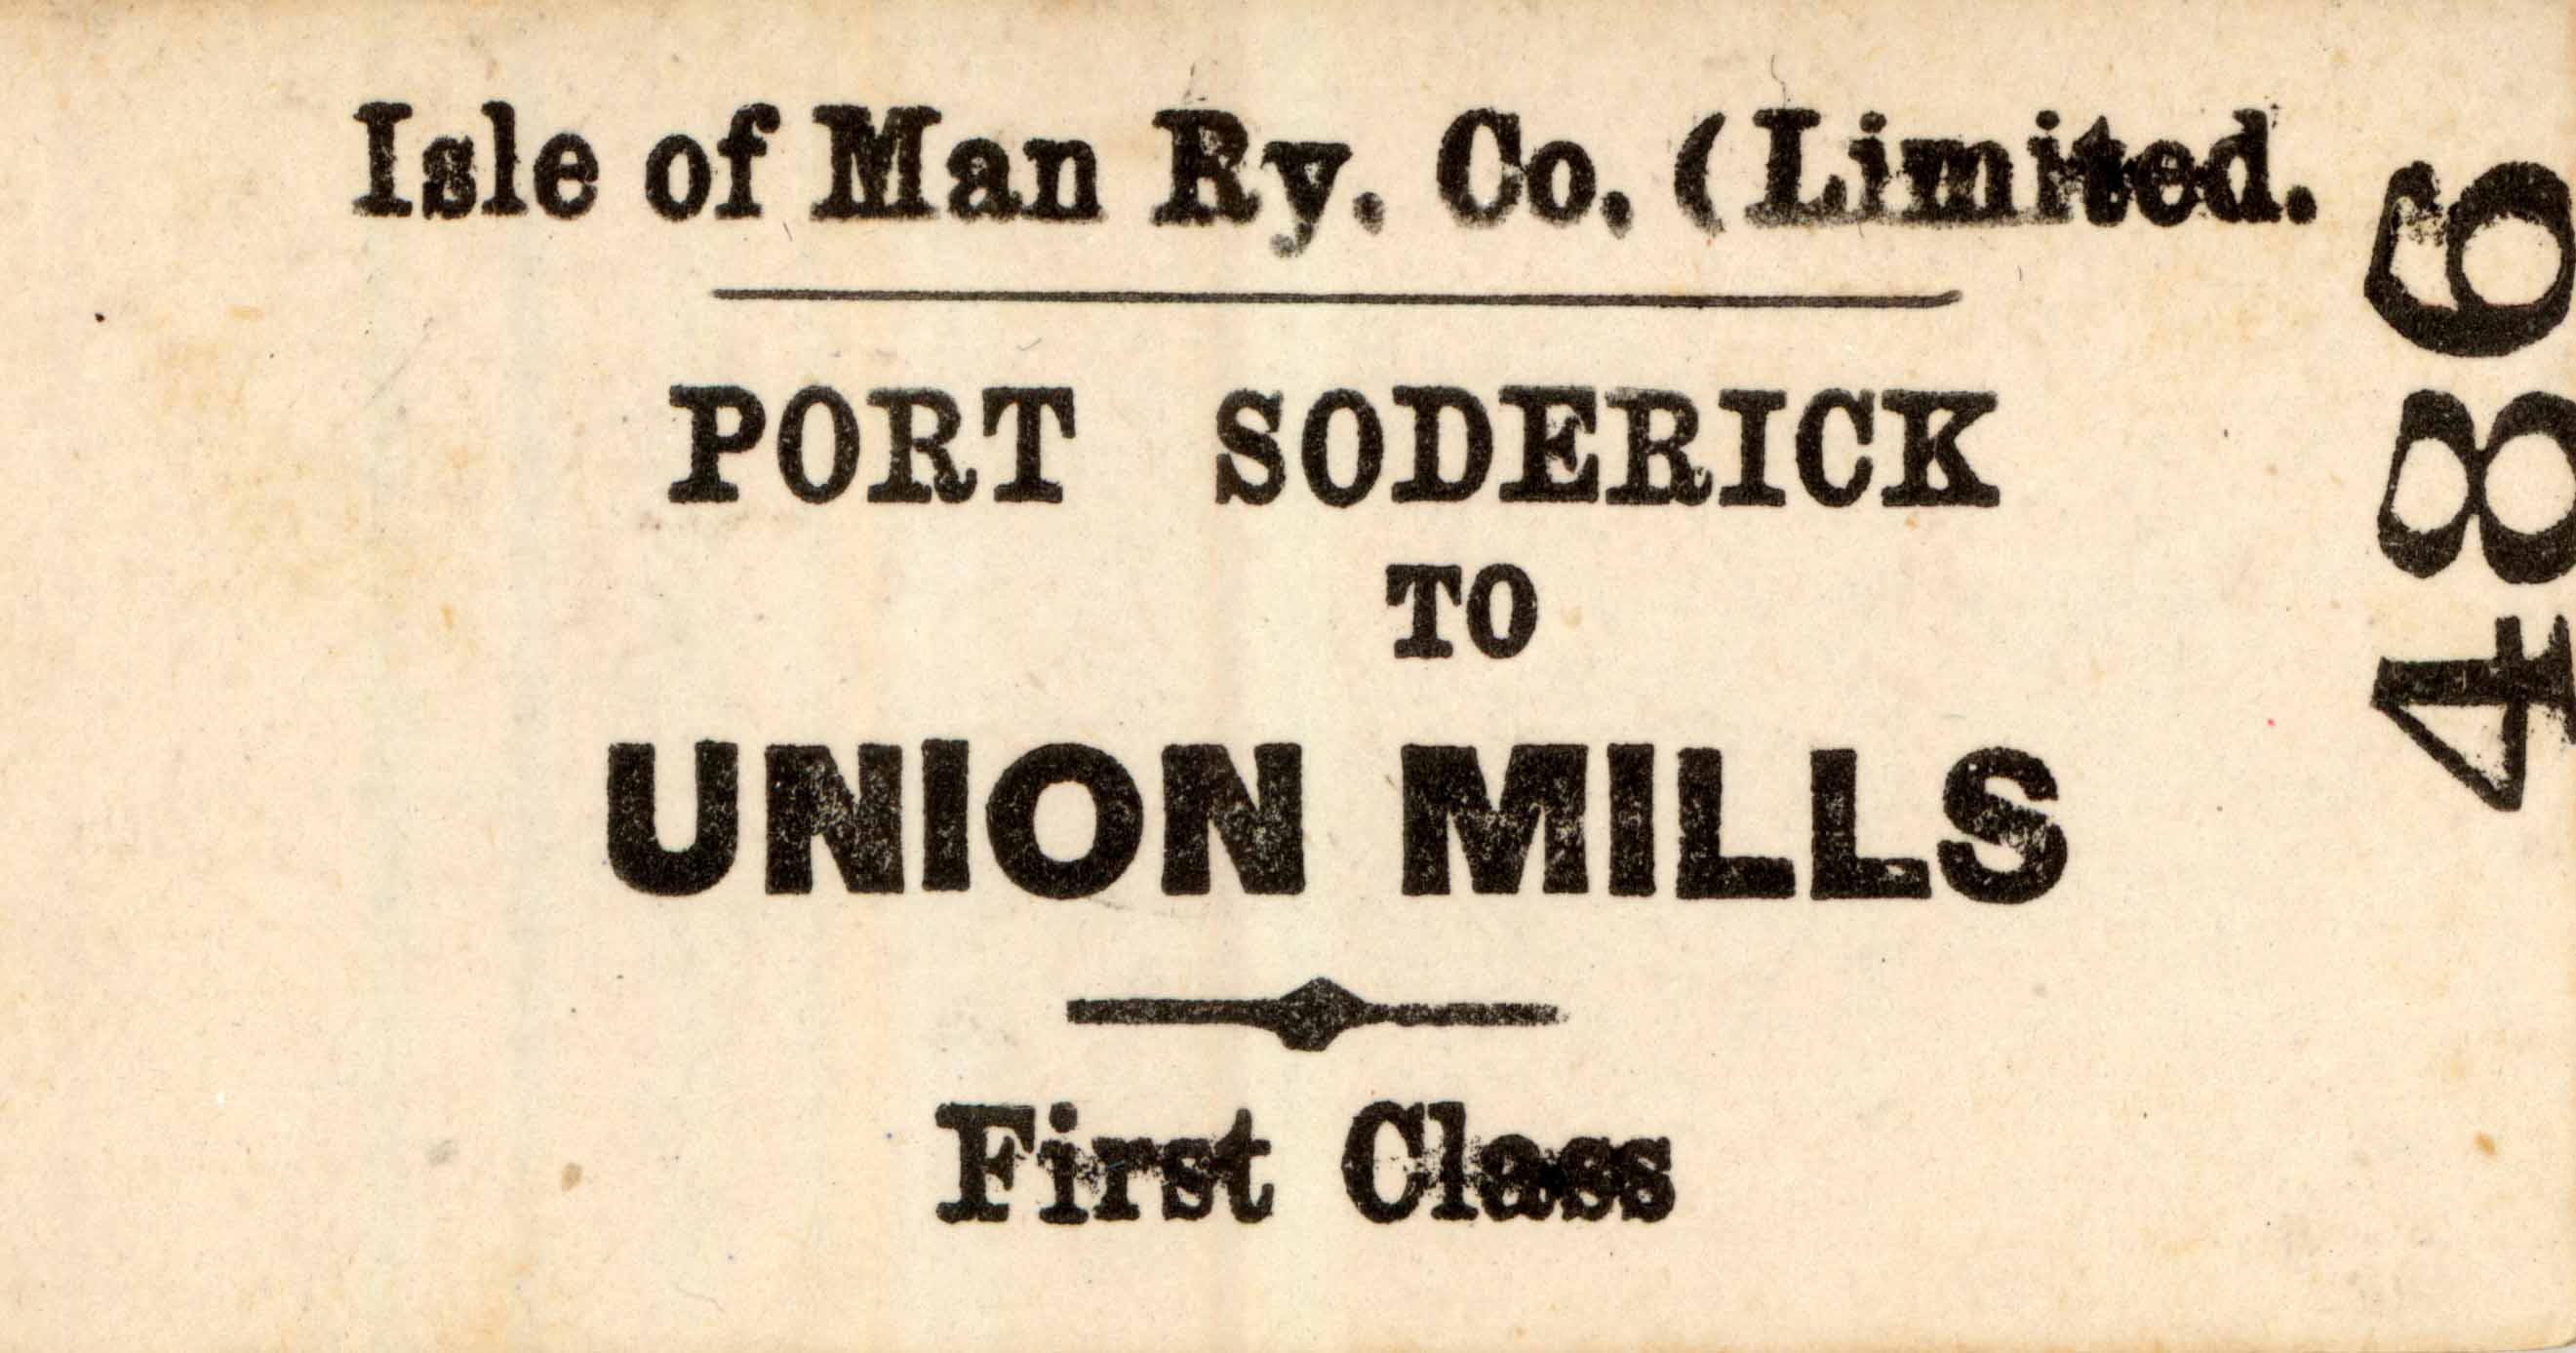 Isle of Man Ry. Co. (Limited.
PORT SODERICK
TO
UNION MILLS
First Class
486